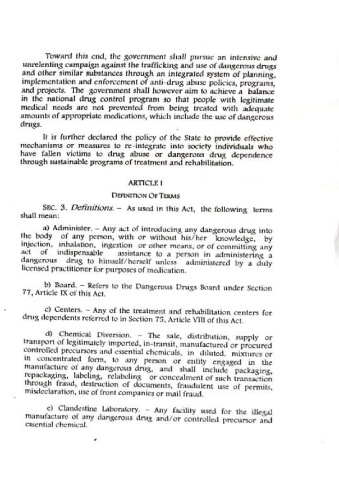 Toward this end, the government shall pursue an intensive and
unrelenting campaign against the trafficking and use of dangerous drugs
and other similar substances through an integrated system of planning,
implementation and enforcement of anti-drug abuse policies, programs,
and projects. The government shall however aim to achieve a balance
in the national drug control program so that people with legitimate
medical needs are not prevented from being treated with adequate
amounts of appropriate medications, which include the use of dangerous
drugs.
It is further declared the policy of the State to provide effective
mechanisms or measures to re-integrate into society individuals who
have fallen victims to drug abuse or dangerous drug dependence
through sustainable programs of treatment and rehabilitation.
ARTICLE I
DEFINITION OF TERMS
SEC. 3. Definitions. – As used in this Act, the following terms
shall mean:
a) Administer. – Any act of introducing any dangerous drug into
the body of any person, with or without his/her knowledge, by
injection, inhalation, ingestion or other means, or of committing any
act of indispensable assistance to a person in administering a
dangerous drug to himself/herself unless administered by a duly
licensed practitioner for purposes of medication.
b) Board. – Refers to the Dangerous Drugs Board under Section
77, Article IX of this Act.
c) Centers. – Any of the treatment and rehabilitation centers for
drug dependents referred to in Section 75, Article VIII of this Act.
d) Chemical Diversion. – The sale, distribution, supply or
transport of legitimately imported, in-transit, manufactured or procured
controlled precursors and essential chemicals, in diluted, mixtures or
in concentrated form, to any person or entity engaged in the
manufacture of any dangerous drug, and shall include packaging,
repackaging, labeling, relabeling or concealment of such transaction
through fraud, destruction of documents, fraudulent use of permits,
misdeclaration, use of front companies or mail fraud.
e) Clandestine Laboratory. – Any facility used for the illegal
manufacture of any dangerous drug and/or controlled precursor and
essential chemical.